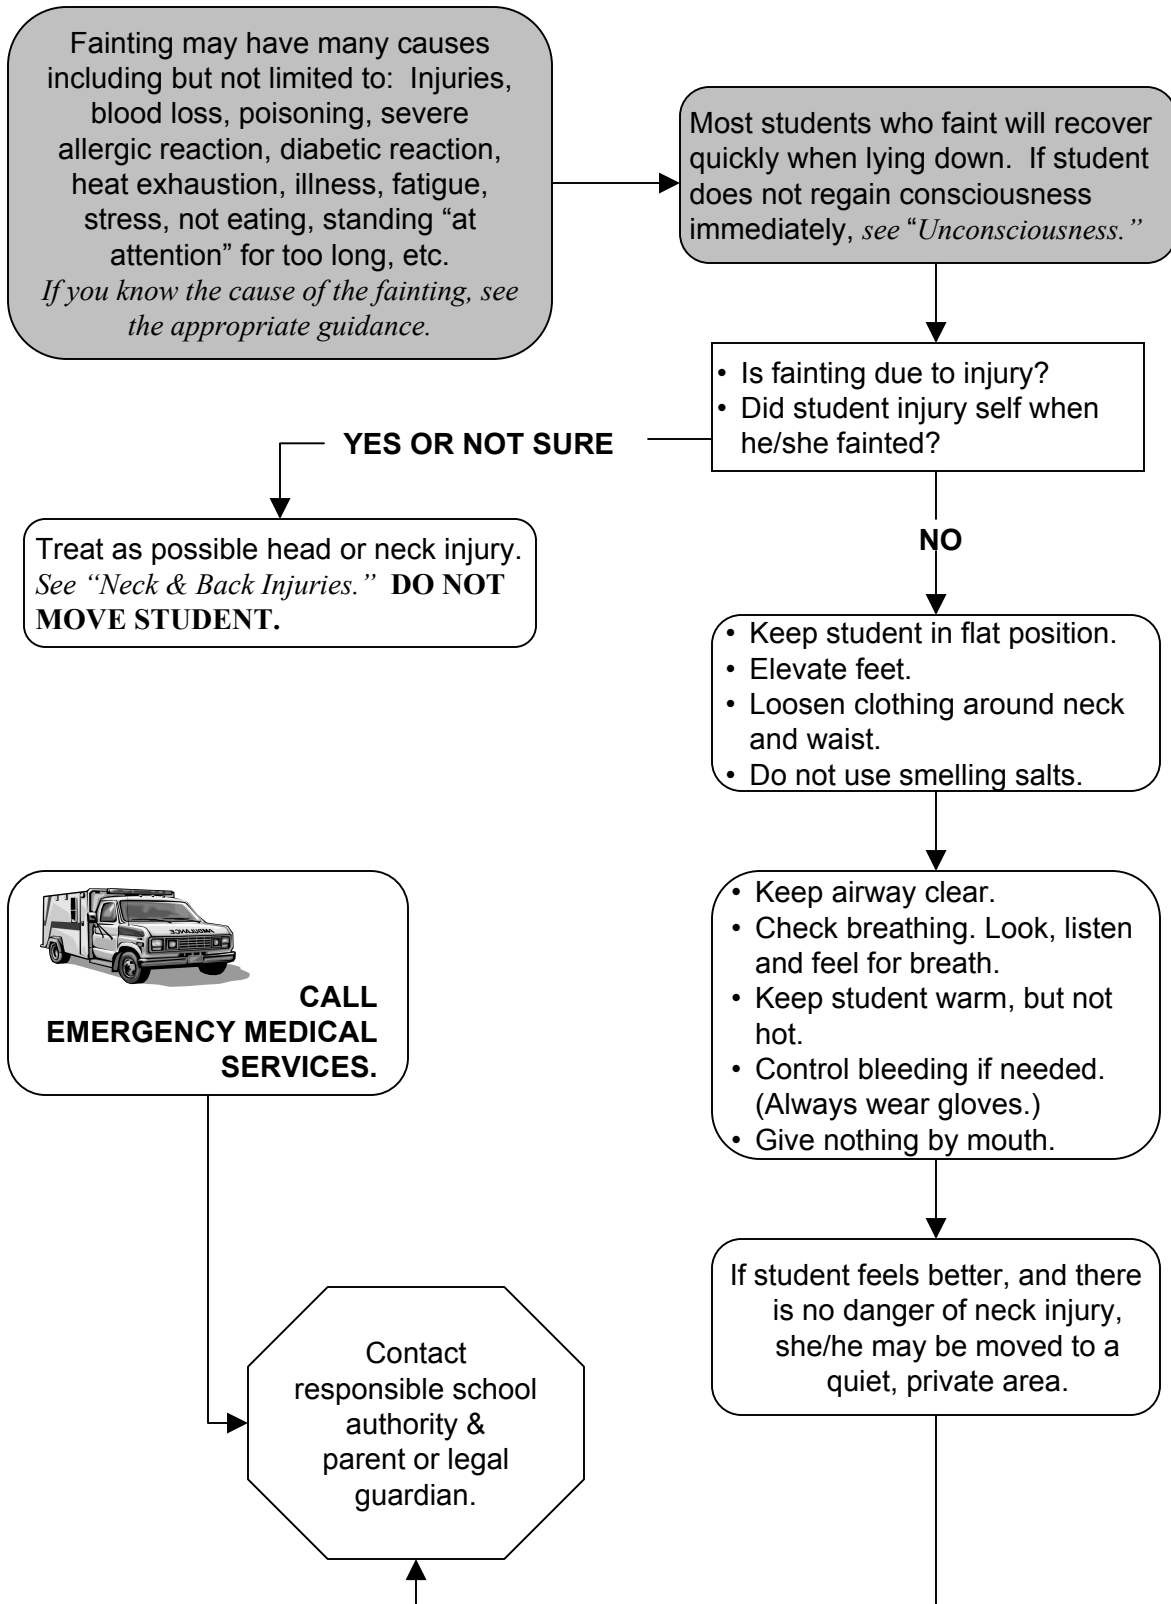 Fainting may have many causes
including but not limited to: Injuries,
blood loss, poisoning, severe
allergic reaction, diabetic reaction,
heat exhaustion, illness, fatigue,
stress, not eating, standing “at
attention” for too long, etc.
If you know the cause of the fainting, see
the appropriate guidance.
Most students who faint will recover
quickly when lying down. If student
does not regain consciousness
immediately, see “Unconsciousness.”
• Is fainting due to injury?
• Did student injury self when
he/she fainted?
YES OR NOT SURE
Treat as possible head or neck injury.
See “Neck & Back Injuries.” DO NOT
MOVE STUDENT.
NO
• Keep student in flat position.
• Elevate feet.
• Loosen clothing around neck
and waist.
• Do not use smelling salts.
• Keep airway clear.
• Check breathing. Look, listen
and feel for breath.
• Keep student warm, but not
hot.
• Control bleeding if needed.
(Always wear gloves.)
• Give nothing by mouth.
If student feels better, and there
is no danger of neck injury,
she/he may be moved to a
quiet, private area.
AMBULANCE
CALL
EMERGENCY MEDICAL
SERVICES.
Contact
responsible school
authority &
parent or legal
guardian.